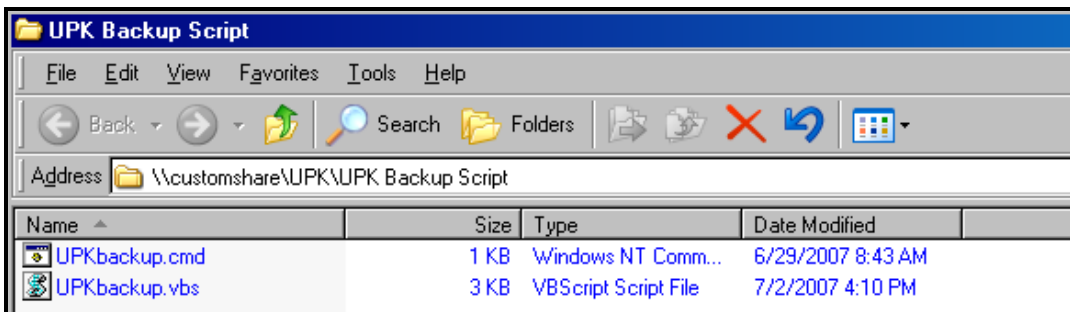 UPK Backup Script
File Edit View Favorites Tools Help
Back Search Folders
Address \\customshare\UPK\UPK Backup Script
Name Size Type Date Modified
UPKbackup.cmd 1 KB Windows NT Comm... 6/29/2007 8:43 AM
UPKbackup.vbs 3 KB VBScript Script File 7/2/2007 4:10 PM